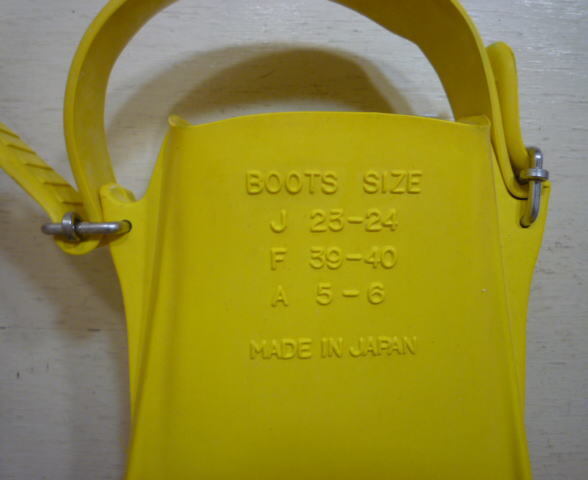 BOOTS SIZE
J 23-24
F 39-40
A 5-6
MADE IN JAPAN